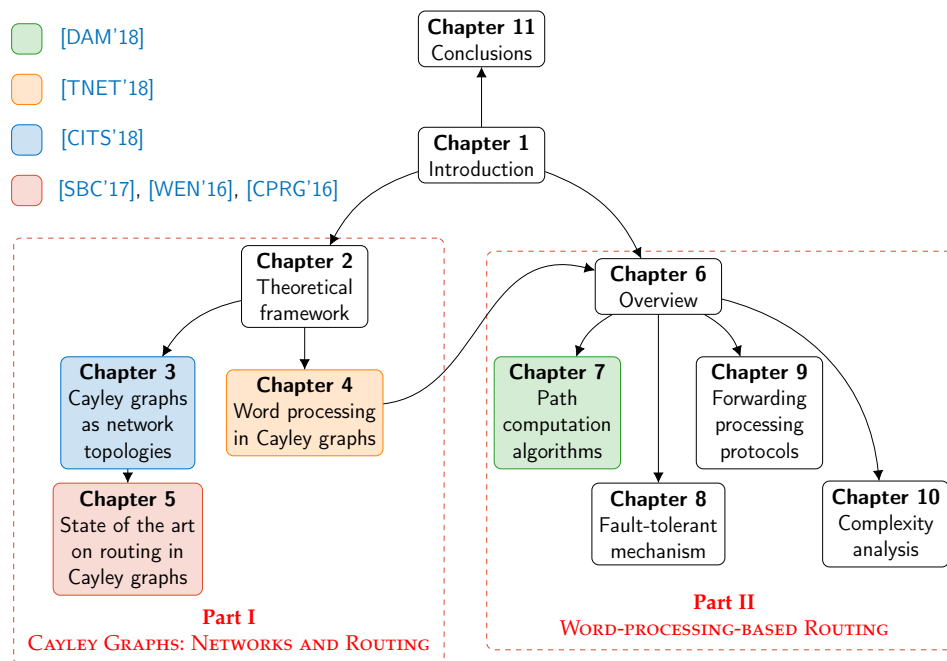 [DAM'18]
[TNET'18]
[CITS'18]
[SBC'17], [WEN'16], [CPRG'16]
Chapter 11
Conclusions
Chapter 1
Introduction
Chapter 2
Theoretical
framework
Chapter 3
Cayley graphs
as network
topologies
Chapter 4
Word processing
in Cayley graphs
Chapter 5
State of the art
on routing in
Cayley graphs
Part I
Cayley Graphs: Networks and Routing
Chapter 6
Overview
Chapter 7
Path
computation
algorithms
Chapter 9
Forwarding
processing
protocols
Chapter 8
Fault-tolerant
mechanism
Chapter 10
Complexity
analysis
Part II
Word-processing-based Routing